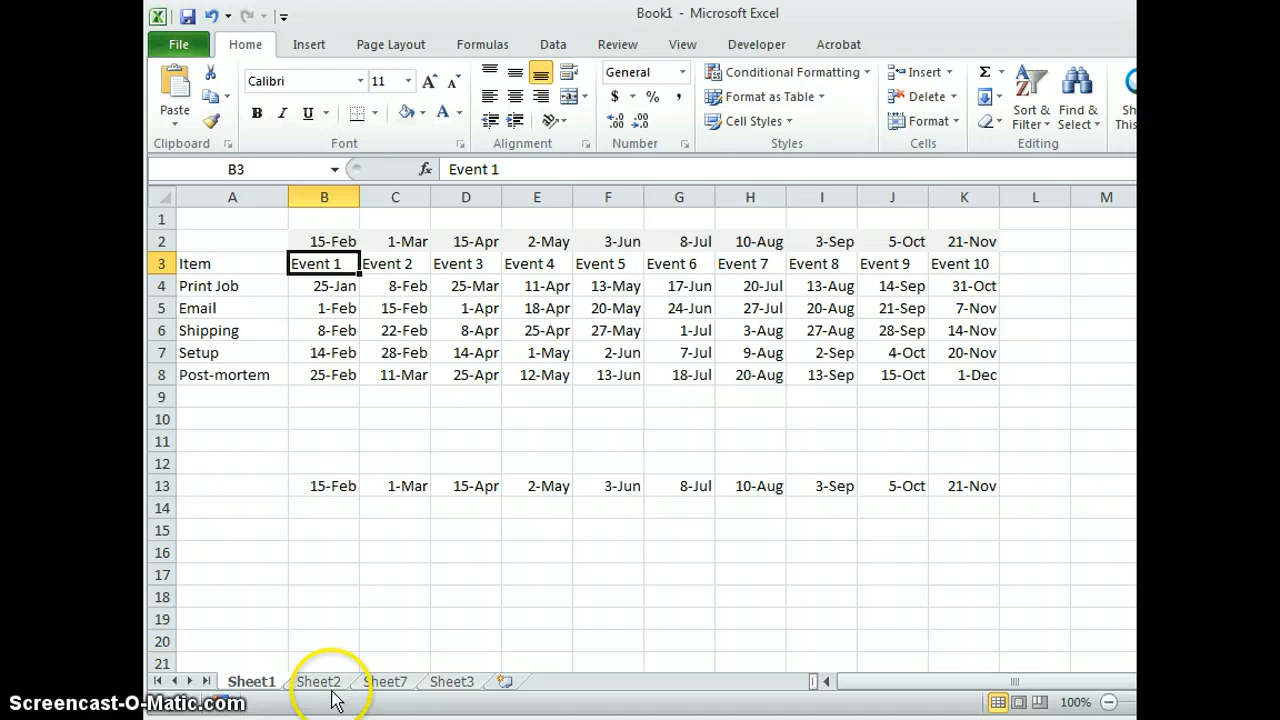 Book1 - Microsoft Excel
File Home Insert Page Layout Formulas Data Review View Developer Acrobat
Paste Calibri 11 A A General Conditional Formatting Insert Σ Sort & Filter Find & Select
B I U A $ % , Format as Table Delete
Cell Styles Format
Clipboard Font Alignment Number Styles Cells Editing
B3 fx Event 1
A B C D E F G H I J K L M
1
2 15-Feb 1-Mar 15-Apr 2-May 3-Jun 8-Jul 10-Aug 3-Sep 5-Oct 21-Nov
3 Item Event 1 Event 2 Event 3 Event 4 Event 5 Event 6 Event 7 Event 8 Event 9 Event 10
4 Print Job 25-Jan 8-Feb 25-Mar 11-Apr 13-May 17-Jun 20-Jul 13-Aug 14-Sep 31-Oct
5 Email 1-Feb 15-Feb 1-Apr 18-Apr 20-May 24-Jun 27-Jul 20-Aug 21-Sep 7-Nov
6 Shipping 8-Feb 22-Feb 8-Apr 25-Apr 27-May 1-Jul 3-Aug 27-Aug 28-Sep 14-Nov
7 Setup 14-Feb 28-Feb 14-Apr 1-May 2-Jun 7-Jul 9-Aug 2-Sep 4-Oct 20-Nov
8 Post-mortem 25-Feb 11-Mar 25-Apr 12-May 13-Jun 18-Jul 20-Aug 13-Sep 15-Oct 1-Dec
9
10
11
12
13 15-Feb 1-Mar 15-Apr 2-May 3-Jun 8-Jul 10-Aug 3-Sep 5-Oct 21-Nov
14
15
16
17
18
19
20
21
Sheet1 Sheet2 Sheet7 Sheet3
Screencast-O-Matic.com 100%